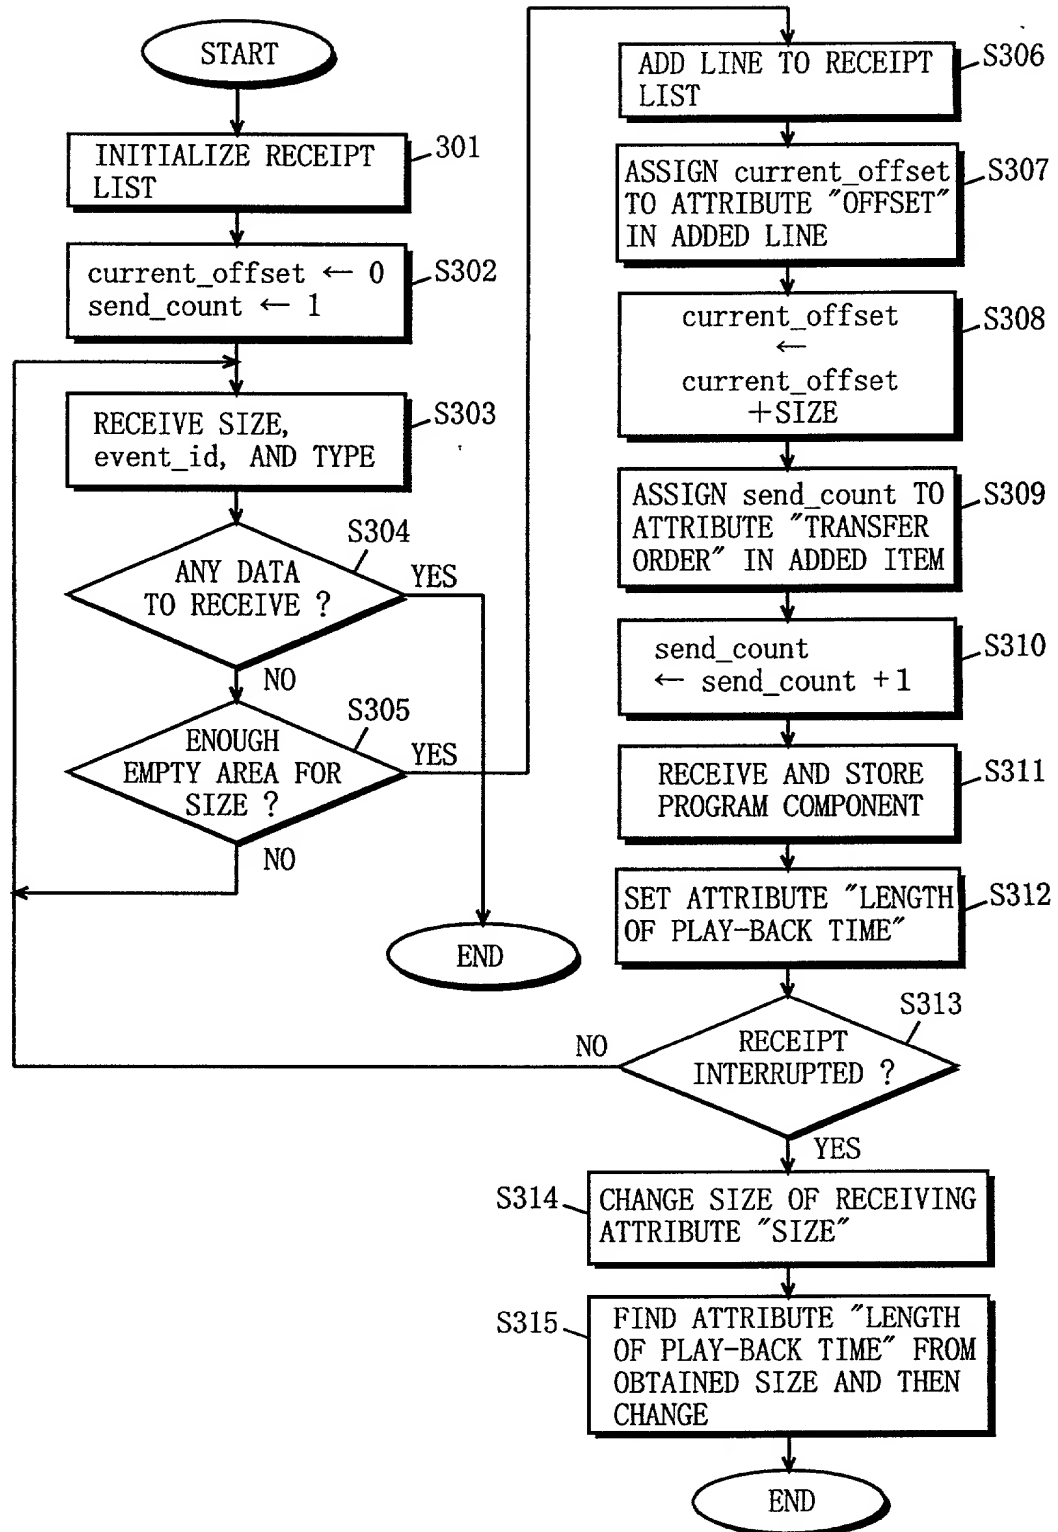 START
INITIALIZE RECEIPT
LIST
301
current_offset ← 0
send_count ← 1
S302
RECEIVE SIZE,
event_id, AND TYPE
S303
S304
ANY DATA
TO RECEIVE ?
YES
NO
S305
ENOUGH
EMPTY AREA FOR
SIZE ?
YES
NO
END
ADD LINE TO RECEIPT
LIST
S306
ASSIGN current_offset
TO ATTRIBUTE "OFFSET"
IN ADDED LINE
S307
current_offset
←
current_offset
+SIZE
S308
ASSIGN send_count TO
ATTRIBUTE "TRANSFER
ORDER" IN ADDED ITEM
S309
send_count
← send_count +1
S310
RECEIVE AND STORE
PROGRAM COMPONENT
S311
SET ATTRIBUTE "LENGTH
OF PLAY-BACK TIME"
S312
S313
RECEIPT
INTERRUPTED ?
NO
YES
S314
CHANGE SIZE OF RECEIVING
ATTRIBUTE "SIZE"
S315
FIND ATTRIBUTE "LENGTH
OF PLAY-BACK TIME" FROM
OBTAINED SIZE AND THEN
CHANGE
END